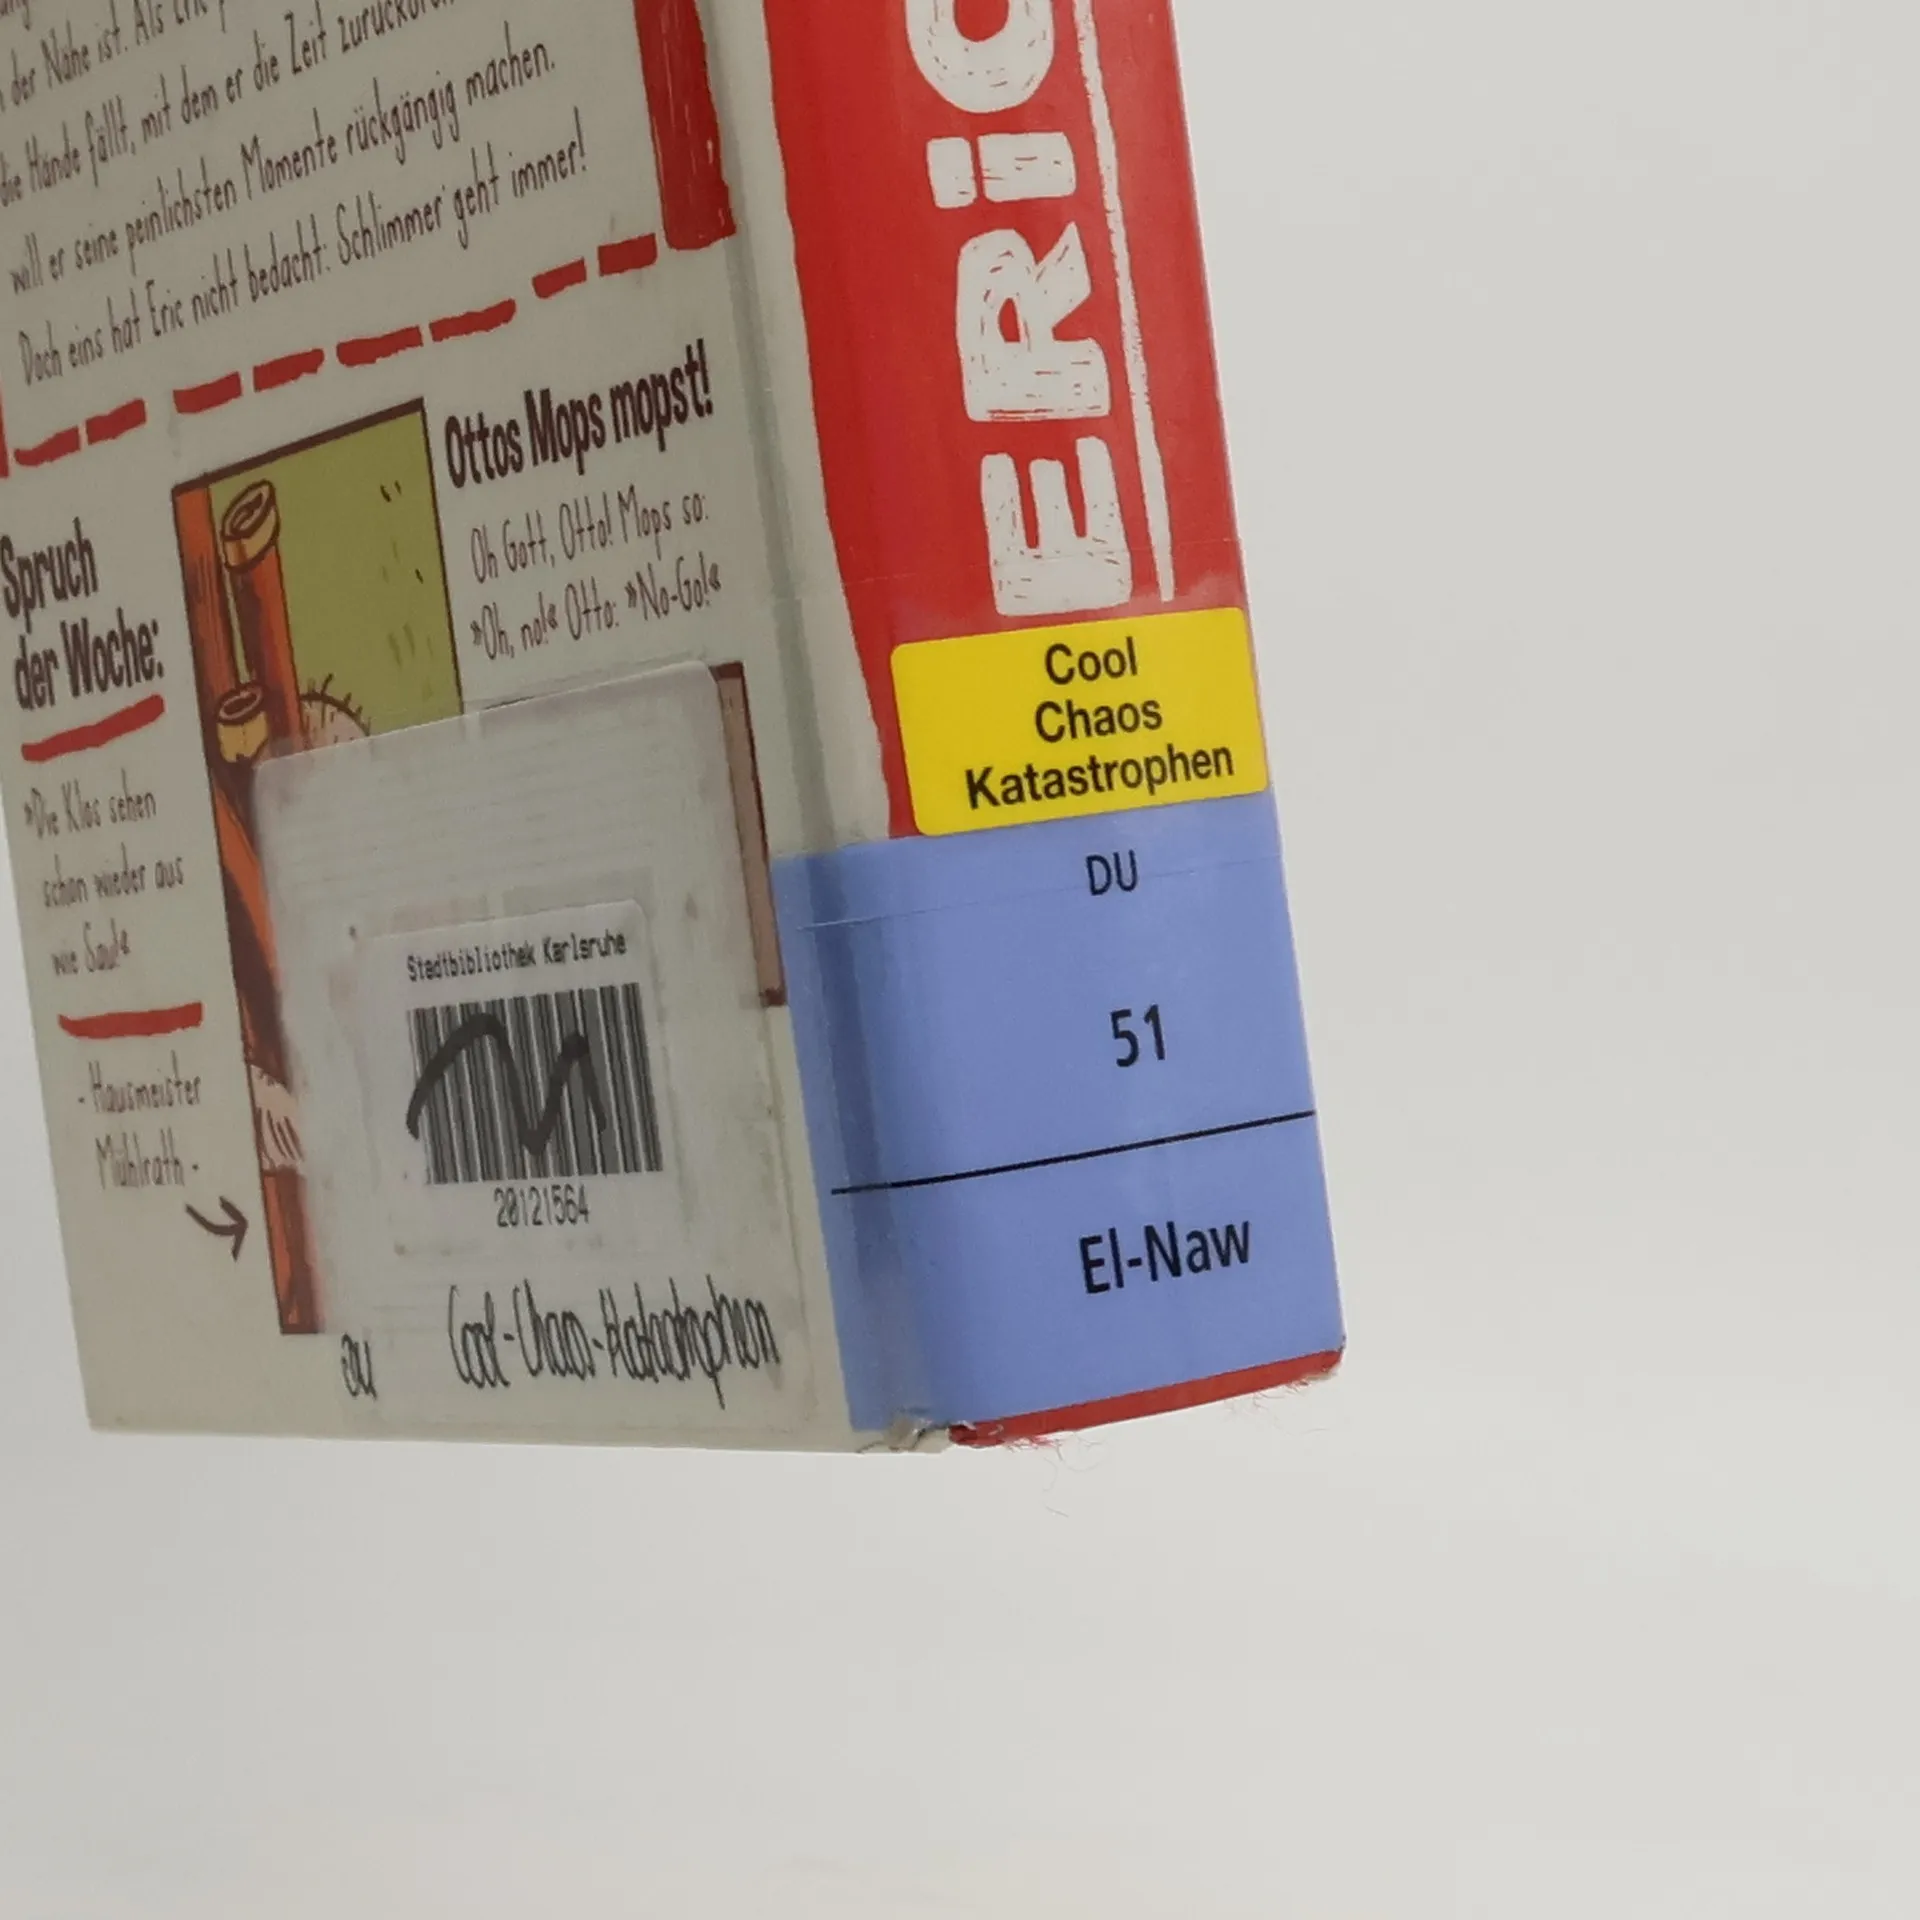 der Nähe ist. Als Eric
die Hände fällt, mit dem er die Zeit
will er seine peinlichsten Momente rückgängig machen.
Doch eins hat Eric nicht bedacht: Schlimmer geht immer!
Spruch
der Woche:
»Die Klos sehen
schon wieder aus
wie Sau!«
- Hausmeister
Mühlrath -
Ottos Mops mopst!
Oh Gott, Otto! Mops so:
»Oh, no!« Otto: »No-Go!«
Stadtbibliothek Karlsruhe
20121564
Cool-Chaos-Katastrophen
ERiC
Cool
Chaos
Katastrophen
DU
51
El-Naw